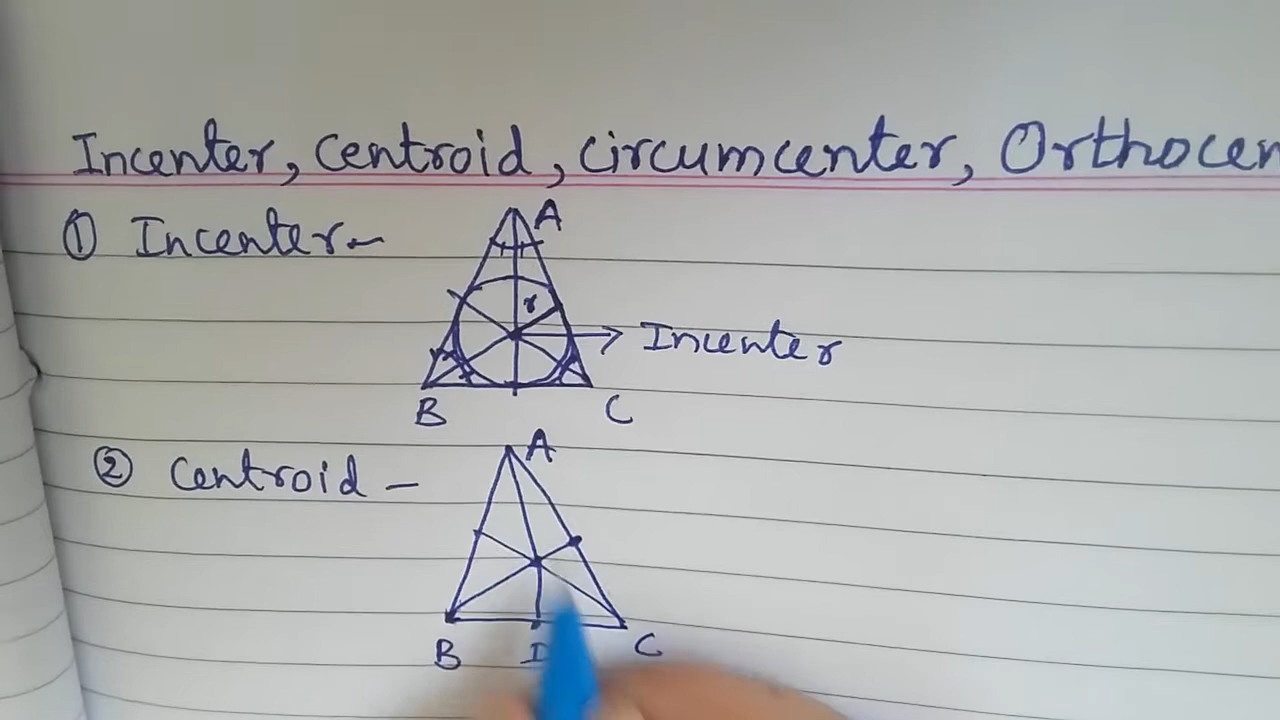 Incenter, Centroid, circumcenter, Orthocen
① Incenter-
A
r
Incenter
B C
② Centroid -
A
B D C